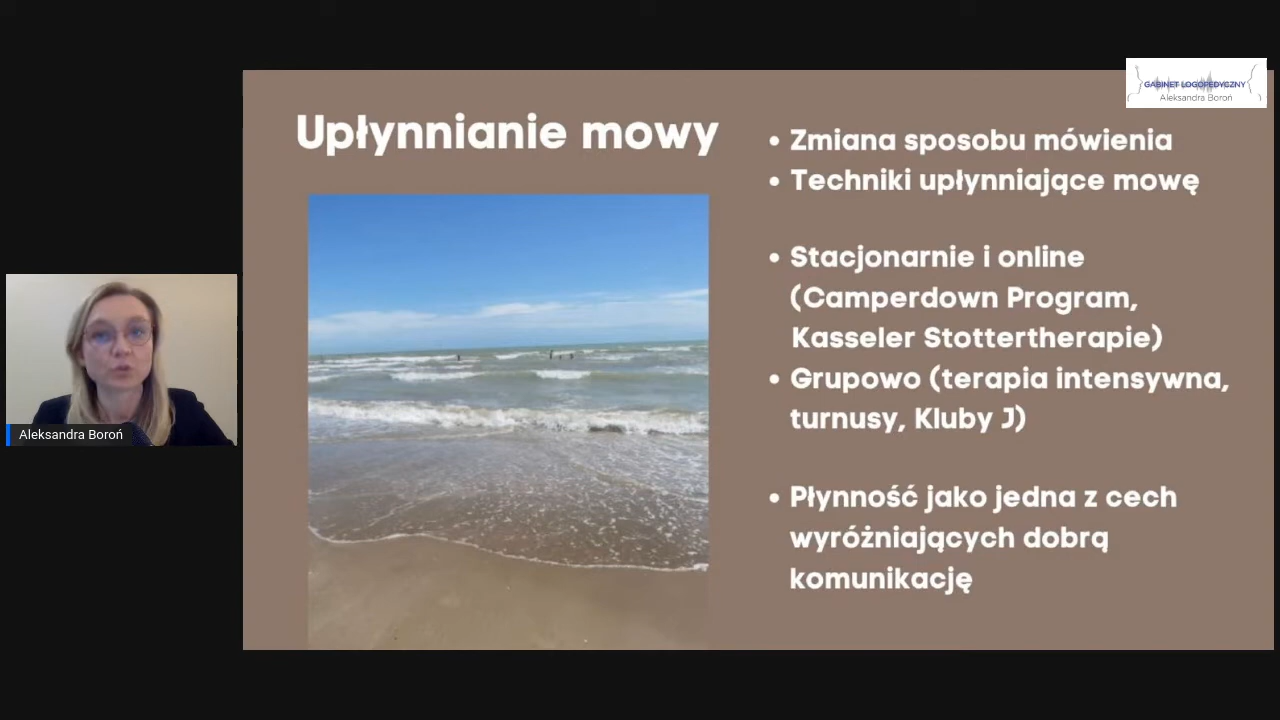 GABINET LOGOPEDYCZNY
Aleksandra Boroń
Upłynnianie mowy
• Zmiana sposobu mówienia
• Techniki upłynniające mowę
• Stacjonarnie i online
(Camperdown Program,
Kasseler Stottertherapie)
• Grupowo (terapia intensywna,
turnusy, Kluby J)
• Płynność jako jedna z cech
wyróżniających dobrą
komunikację
Aleksandra Boroń